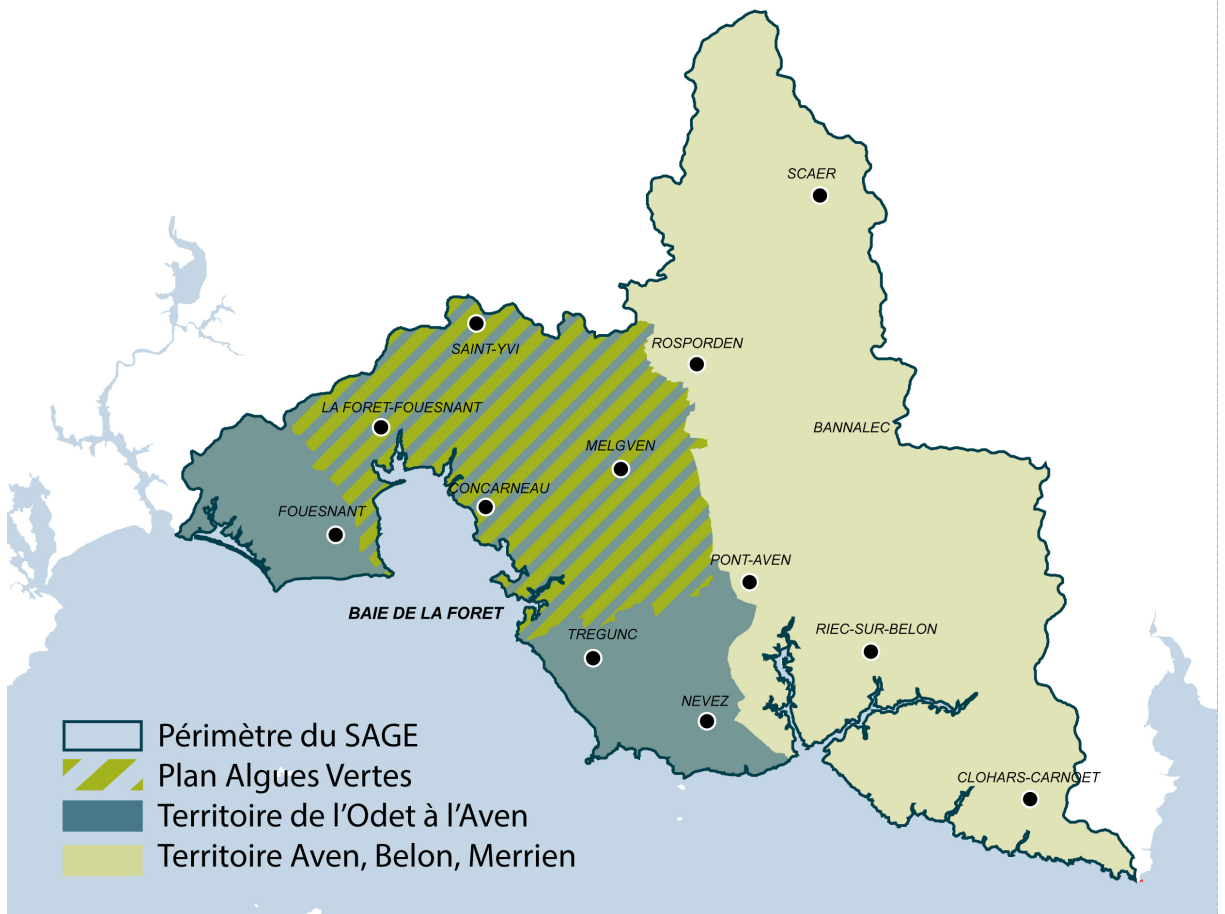 SCAER
SAINT-YVI
ROSPORDEN
LA FORET-FOUESNANT
BANNALEC
MELGVEN
CONCARNEAU
FOUESNANT
PONT-AVEN
BAIE DE LA FORET
TREGUNC
RIEC-SUR-BELON
NEVEZ
CLOHARS-CARNOET
Périmètre du SAGE
Plan Algues Vertes
Territoire de l'Odet à l'Aven
Territoire Aven, Belon, Merrien